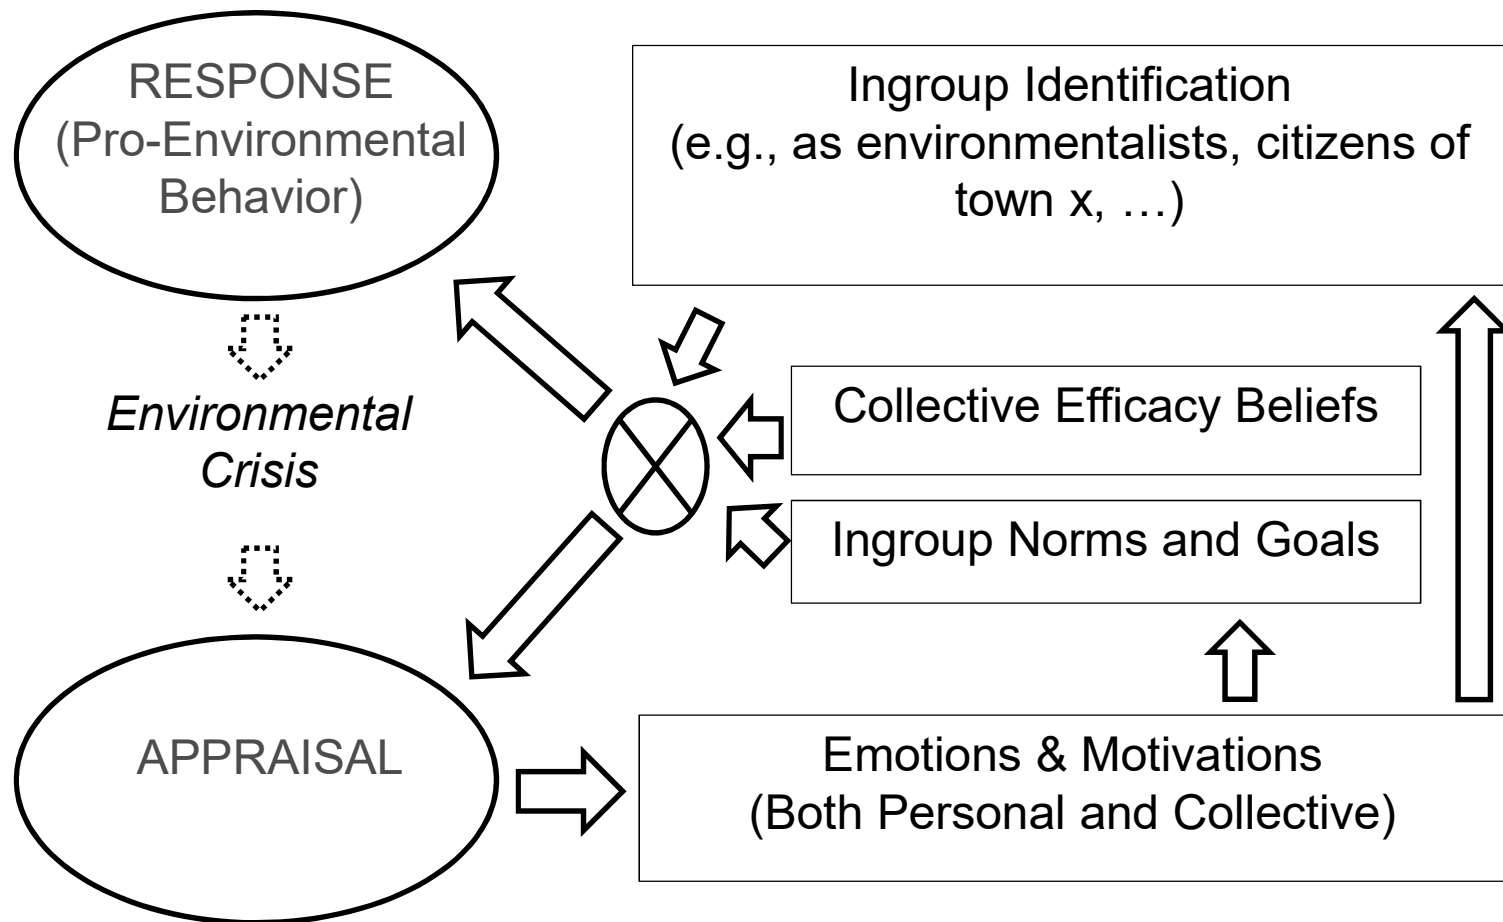 RESPONSE
(Pro-Environmental
Behavior)
Ingroup Identification
(e.g., as environmentalists, citizens of
town x, …)
Environmental
Crisis
Collective Efficacy Beliefs
Ingroup Norms and Goals
APPRAISAL
Emotions & Motivations
(Both Personal and Collective)